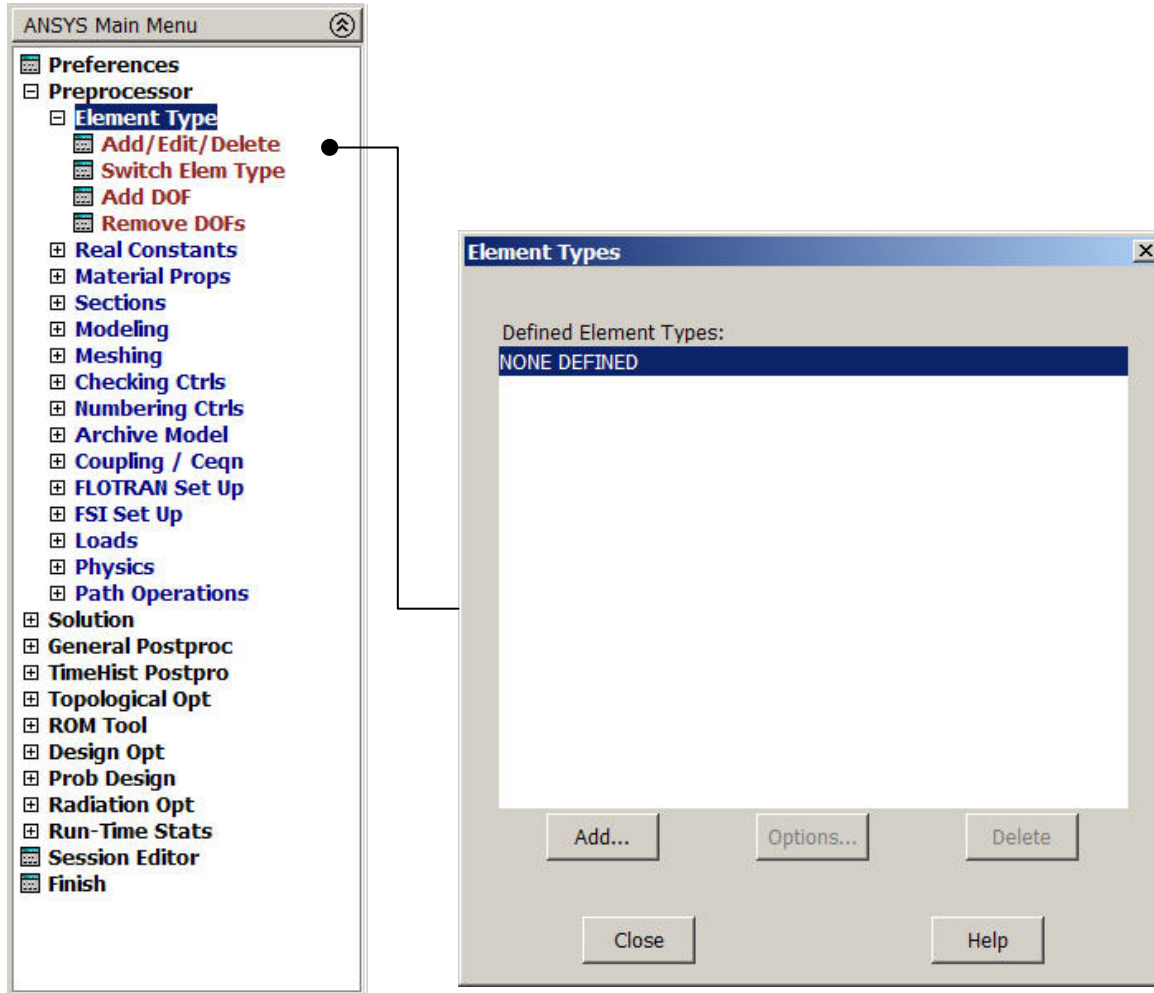 ANSYS Main Menu
Preferences
Preprocessor
Element Type
Add/Edit/Delete
Switch Elem Type
Add DOF
Remove DOFs
Real Constants
Material Props
Sections
Modeling
Meshing
Checking Ctrls
Numbering Ctrls
Archive Model
Coupling / Ceqn
FLOTRAN Set Up
FSI Set Up
Loads
Physics
Path Operations
Solution
General Postproc
TimeHist Postpro
Topological Opt
ROM Tool
Design Opt
Prob Design
Radiation Opt
Run-Time Stats
Session Editor
Finish
Element Types
Defined Element Types:
NONE DEFINED
Add... Options... Delete
Close Help